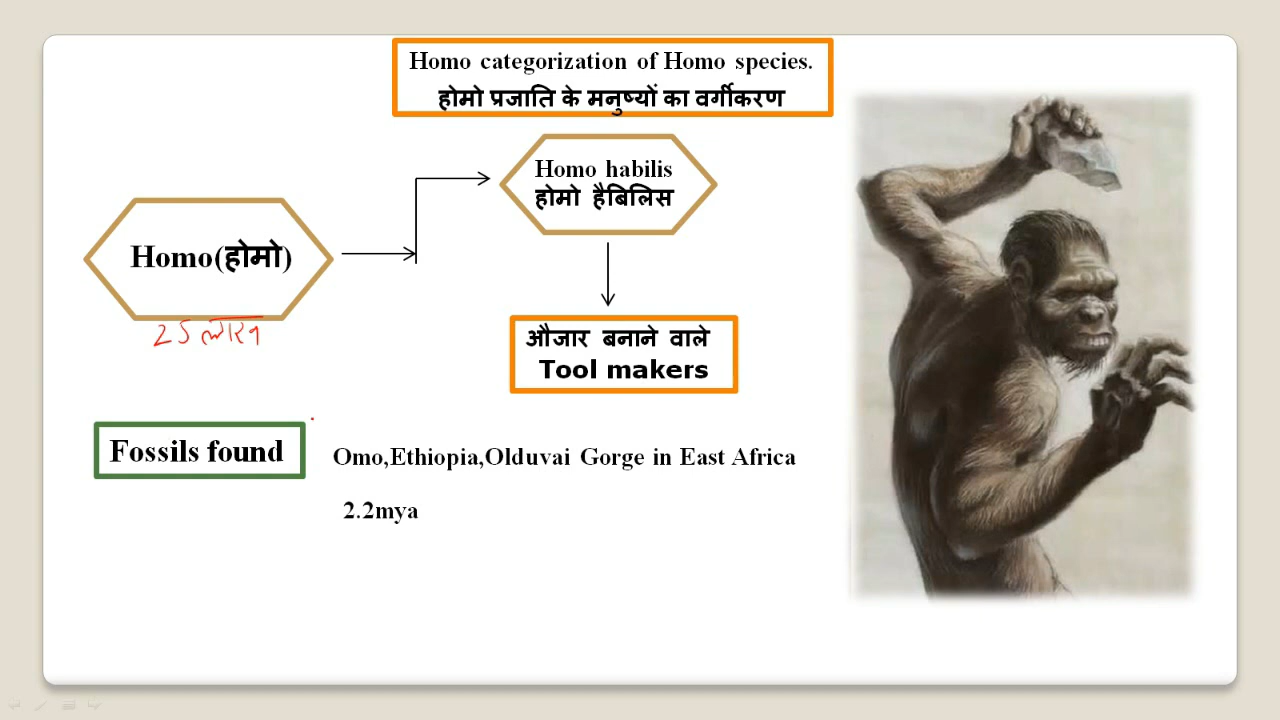 Homo categorization of Homo species.
होमो प्रजाति के मनुष्यों का वर्गीकरण
Homo habilis
होमो हैबिलिस
Homo(होमो)
25 लाख
औजार बनाने वाले
Tool makers
Fossils found
Omo,Ethiopia,Olduvai Gorge in East Africa
2.2mya